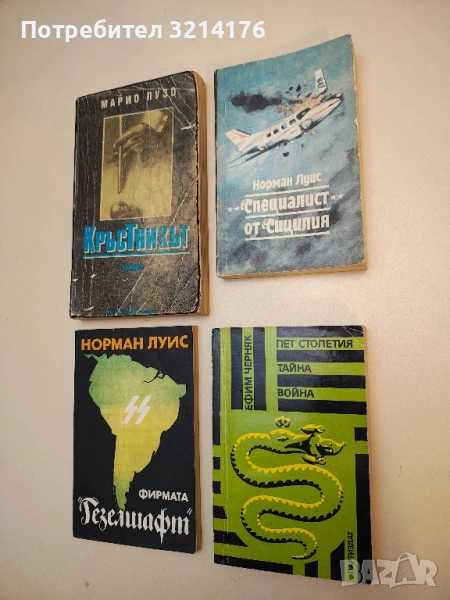 Потребител 3214176
МАРИО ПУЗО
КръсТникът
Норман Луис
Специалист
от Сицилия
НОРМАН ЛУИС
ФИРМАТА
"Гезелшафт"
ЕФИМ ЧЕРНЯК
ПЕТ СТОЛЕТИЯ
ТАЙНА
ВОЙНА
BAZAR